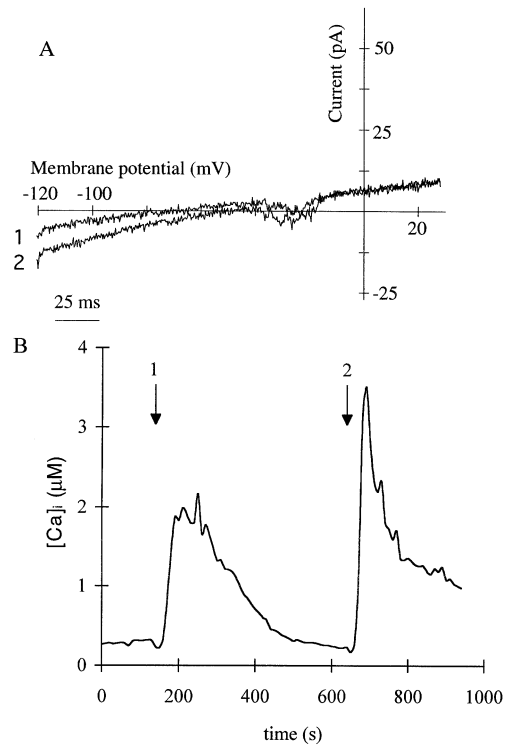 A
Current (pA)
50
25
Membrane potential (mV)
-120 -100
20
1
2
-25
25 ms
B
4
3
2
1
0
[Ca]i (μM)
1
2
0 200 400 600 800 1000
time (s)